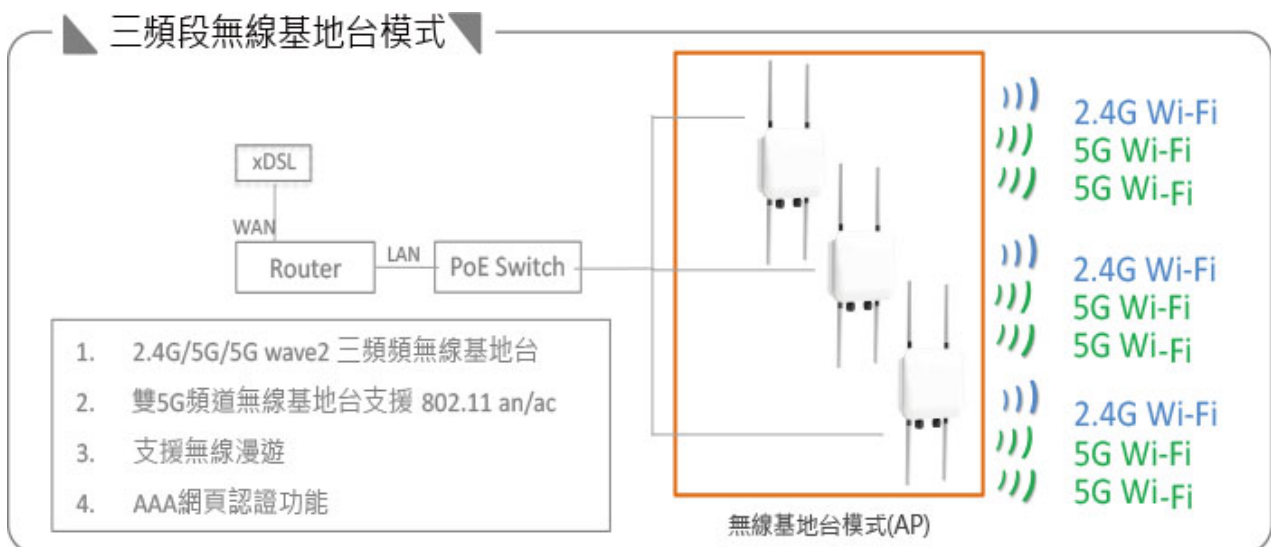 三頻段無線基地台模式
xDSL
WAN
Router
LAN
PoE Switch
1. 2.4G/5G/5G wave2 三頻頻無線基地台
2. 雙5G頻道無線基地台支援 802.11 an/ac
3. 支援無線漫遊
4. AAA網頁認證功能
2.4G Wi-Fi
5G Wi-Fi
5G Wi-Fi
2.4G Wi-Fi
5G Wi-Fi
5G Wi-Fi
2.4G Wi-Fi
5G Wi-Fi
5G Wi-Fi
無線基地台模式(AP)